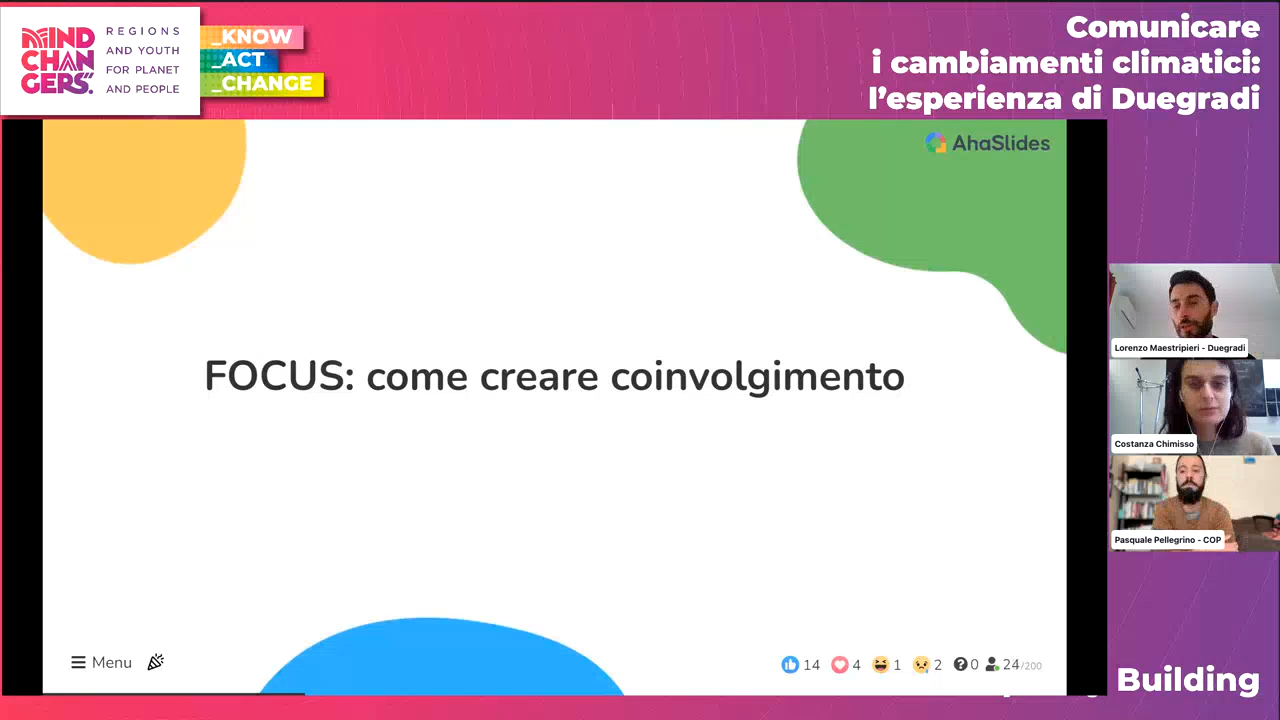 MIND
CHAN
GERS.
REGIONS
AND YOUTH
FOR PLANET
AND PEOPLE
_KNOW
_ACT
_CHANGE
Comunicare
i cambiamenti climatici:
l’esperienza di Duegradi
AhaSlides
FOCUS: come creare coinvolgimento
Lorenzo Maestripieri - Duegradi
Costanza Chimisso
Pasquale Pellegrino - COP
Menu
14 4 1 2 0 24/200
Building